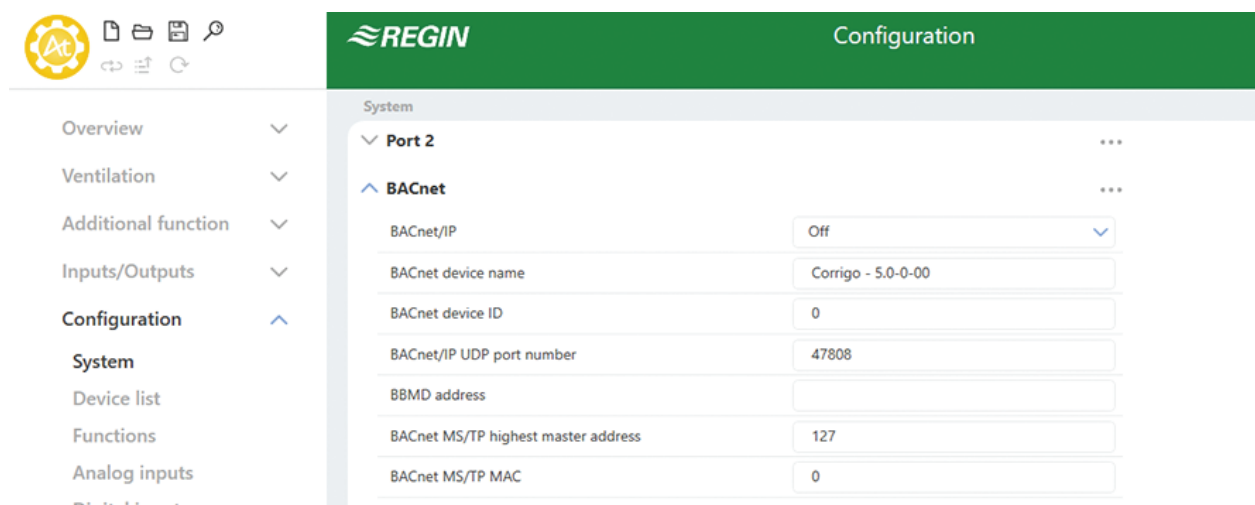 At
REGIN
Configuration
Overview
Ventilation
Additional function
Inputs/Outputs
Configuration
System
Device list
Functions
Analog inputs
System
Port 2
BACnet
BACnet/IP Off
BACnet device name Corrigo - 5.0-0-00
BACnet device ID 0
BACnet/IP UDP port number 47808
BBMD address
BACnet MS/TP highest master address 127
BACnet MS/TP MAC 0